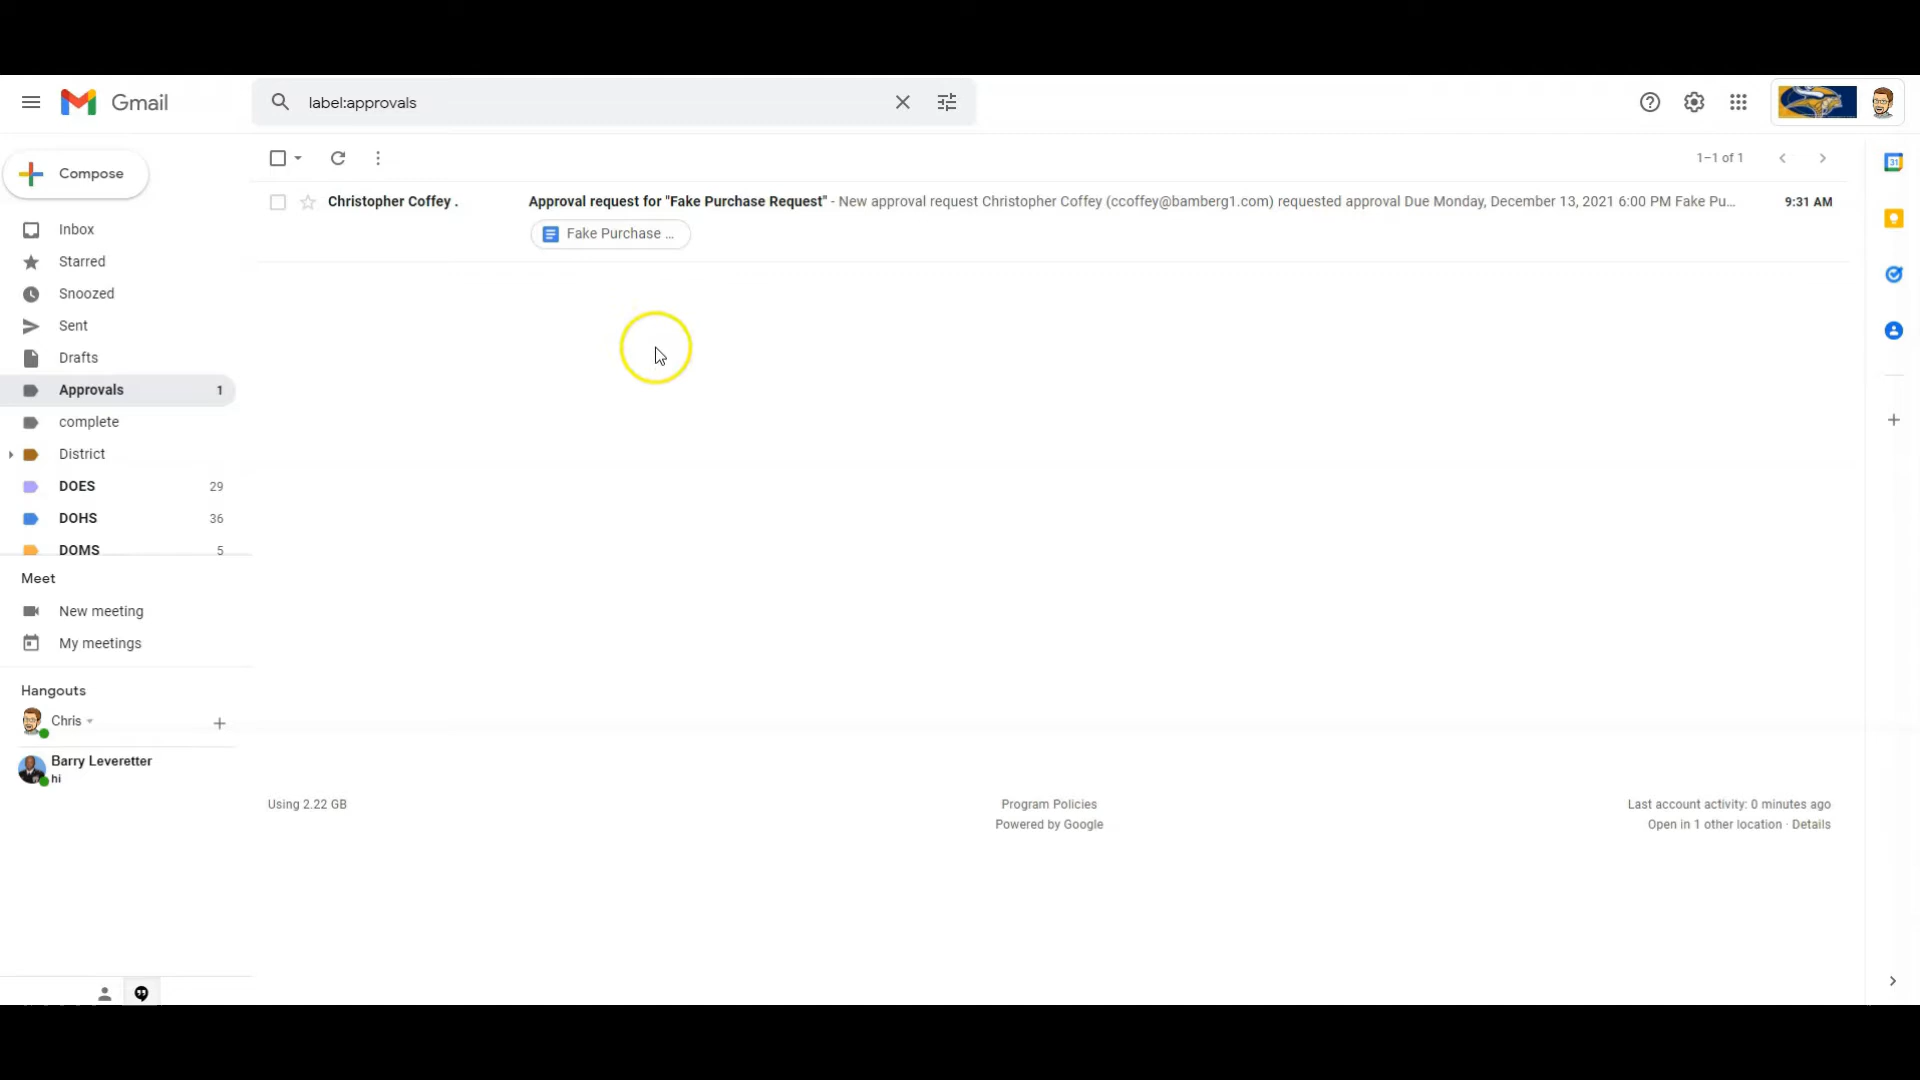 Gmail
label:approvals
Compose
1–1 of 1
Christopher Coffey . Approval request for "Fake Purchase Request" - New approval request Christopher Coffey (ccoffey@bamberg1.com) requested approval Due Monday, December 13, 2021 6:00 PM Fake Pu... 9:31 AM
Fake Purchase ...
Inbox
Starred
Snoozed
Sent
Drafts
Approvals 1
complete
District
DOES 29
DOHS 36
DOMS 5
Meet
New meeting
My meetings
Hangouts
Chris
Barry Leveretter
hi
Using 2.22 GB
Program Policies
Powered by Google
Last account activity: 0 minutes ago
Open in 1 other location · Details
31